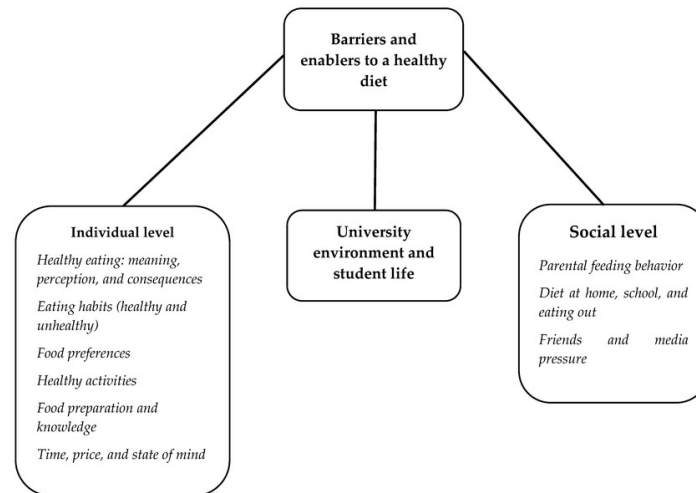 Barriers and
enablers to a healthy
diet
Individual level
Healthy eating: meaning,
perception, and consequences
Eating habits (healthy and
unhealthy)
Food preferences
Healthy activities
Food preparation and
knowledge
Time, price, and state of mind
University
environment and
student life
Social level
Parental feeding behavior
Diet at home, school, and
eating out
Friends and media
pressure